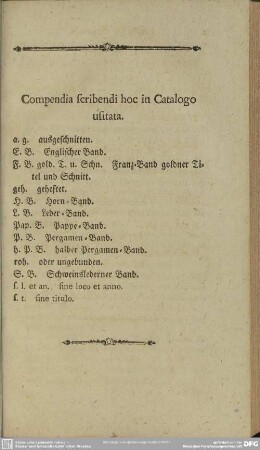 Compendia ſcribendi hoc in Catalogo
uſitata.
a. g. ausgeſchnitten.
E. B. Engliſcher Band.
F. B. gold. T. u. Schn. Franz-Band goldner Ti-
tel und Schnitt.
geh. geheftet.
H. B. Horn-Band.
L. B. Leder-Band.
Pap. B. Pappe-Band.
P. B. Pergamen-Band.
h. P. B. halber Pergamen-Band.
roh. oder ungebunden.
S. B. Schweinslederner Band.
ſ. l. et an. ſine loco et anno.
ſ. t. ſine titulo.
DFG